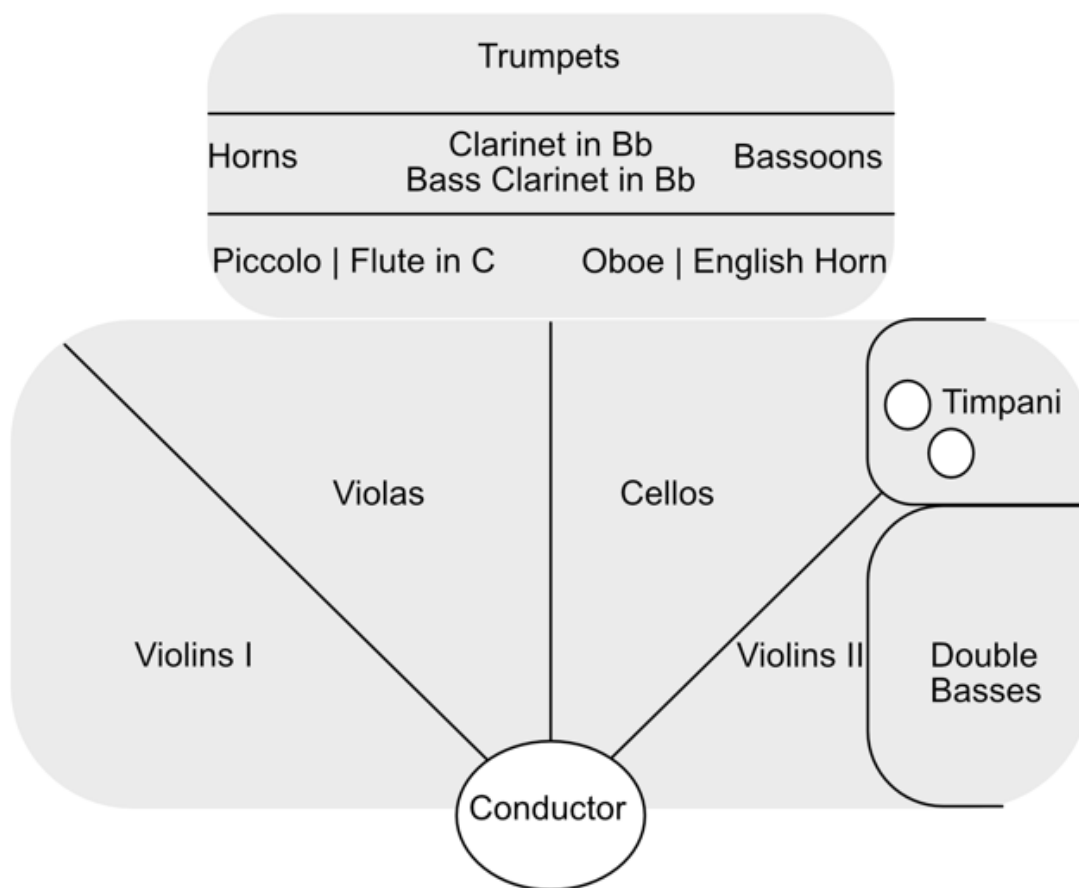 Trumpets
Horns
Clarinet in Bb
Bass Clarinet in Bb
Bassoons
Piccolo | Flute in C
Oboe | English Horn
Timpani
Violas
Cellos
Violins I
Violins II
Double
Basses
Conductor